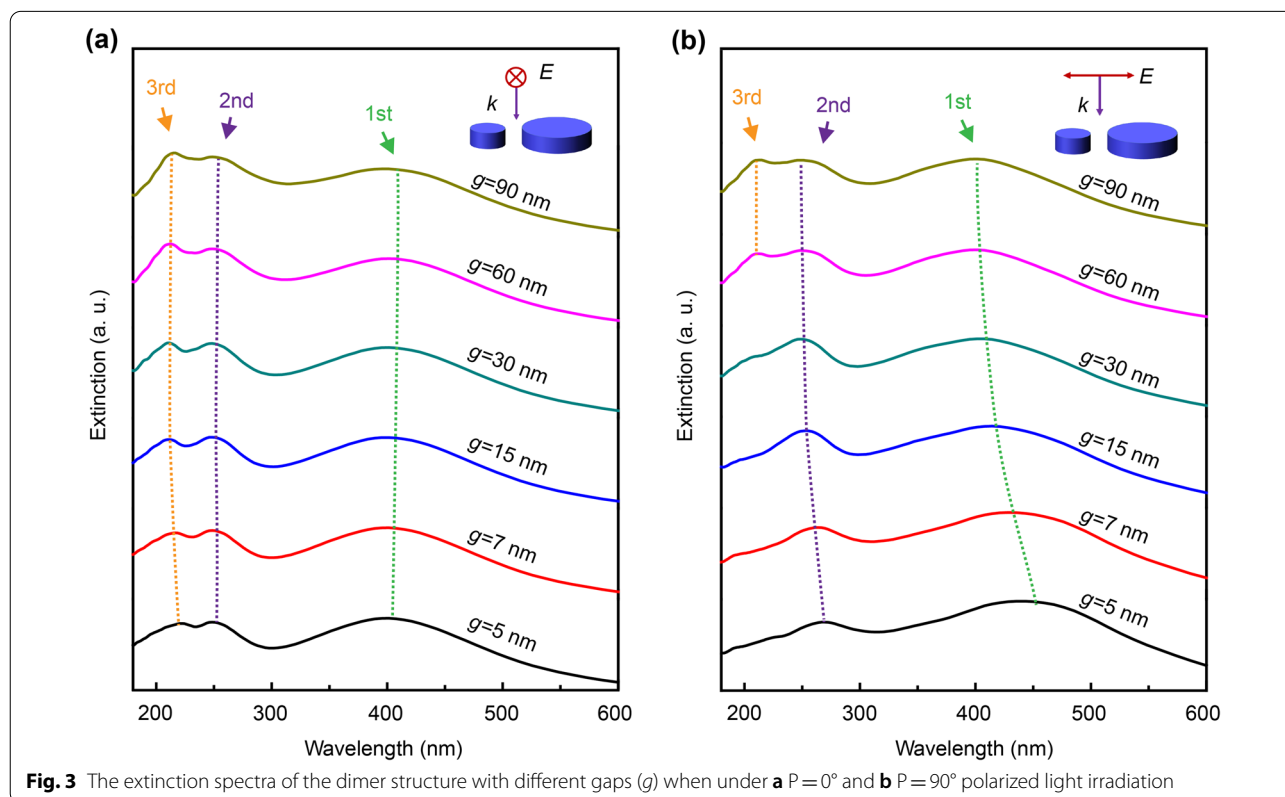 (a)
E
k
3rd
2nd
1st
g=90 nm
g=60 nm
g=30 nm
g=15 nm
g=7 nm
g=5 nm
Extinction (a. u.)
200 300 400 500 600
Wavelength (nm)
(b)
E
k
3rd
2nd
1st
g=90 nm
g=60 nm
g=30 nm
g=15 nm
g=7 nm
g=5 nm
Extinction (a. u.)
200 300 400 500 600
Wavelength (nm)
Fig. 3 The extinction spectra of the dimer structure with different gaps (g) when under a P = 0° and b P = 90° polarized light irradiation